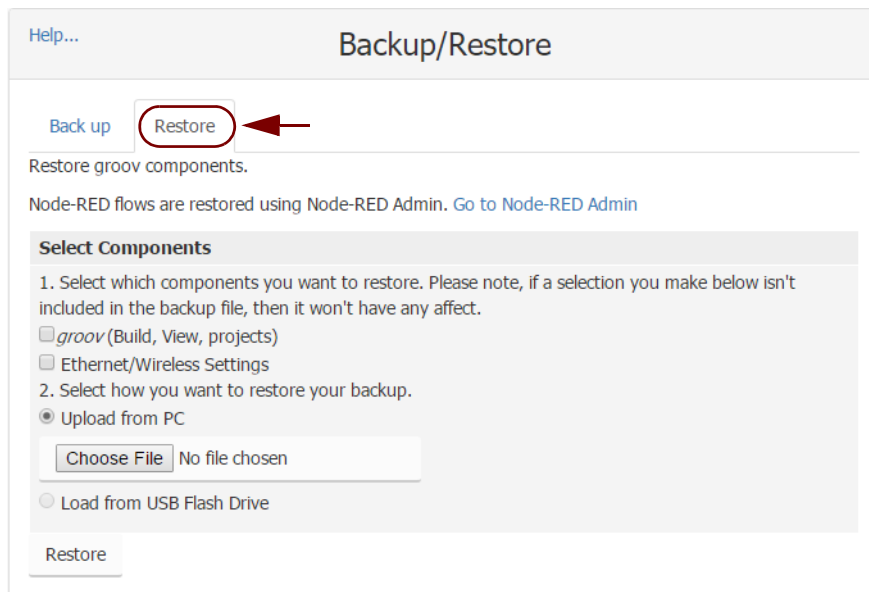 Help...
Backup/Restore
Back up
Restore
Restore groov components.
Node-RED flows are restored using Node-RED Admin. Go to Node-RED Admin
Select Components
1. Select which components you want to restore. Please note, if a selection you make below isn't
included in the backup file, then it won't have any affect.
groov (Build, View, projects)
Ethernet/Wireless Settings
2. Select how you want to restore your backup.
Upload from PC
Choose File No file chosen
Load from USB Flash Drive
Restore